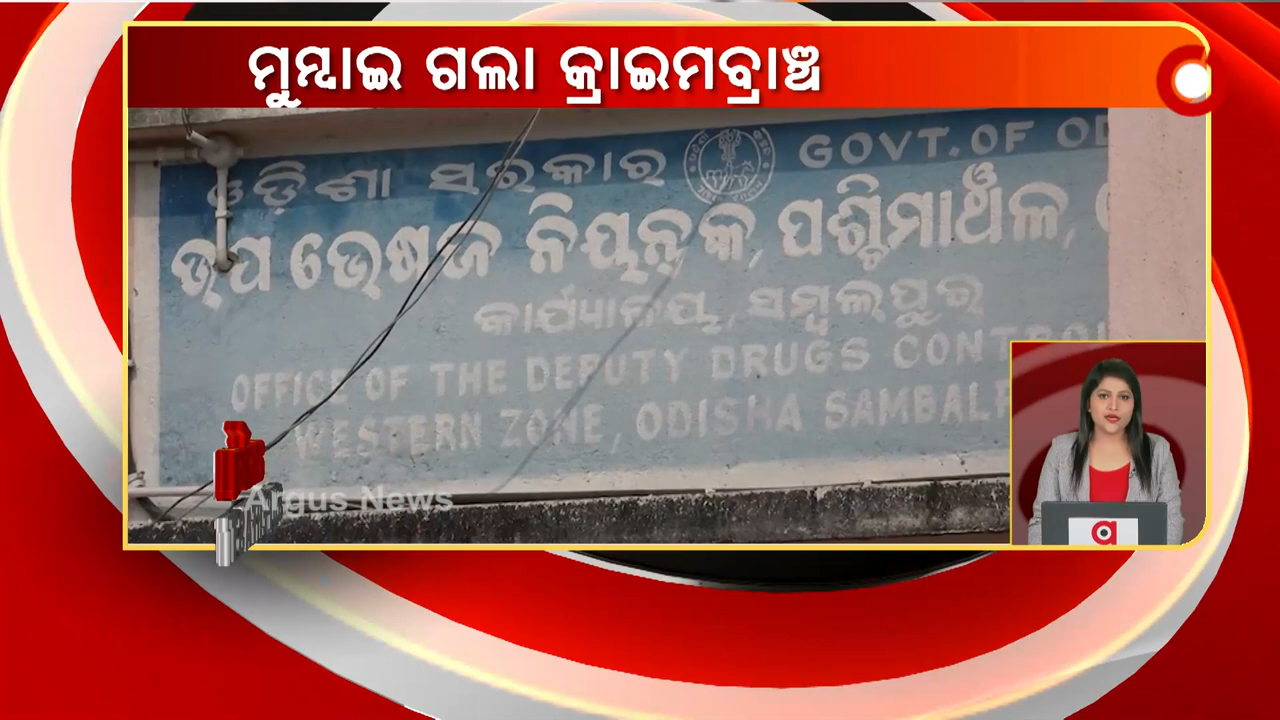 ମୁମ୍ବାଇ ଗଲା କ୍ରାଇମବ୍ରାଞ୍ଚ
ଓଡ଼ିଶା ସରକାର GOVT. OF OD
ଉପ ଭେଷଜ ନିୟନ୍ତ୍ରକ, ପଶ୍ଚିମାଞ୍ଚଳ,
କାର୍ଯ୍ୟାଳୟ, ସମ୍ବଲପୁର
OFFICE OF THE DEPUTY DRUGS CONTROL
WESTERN ZONE, ODISHA SAMBALP
Argus News